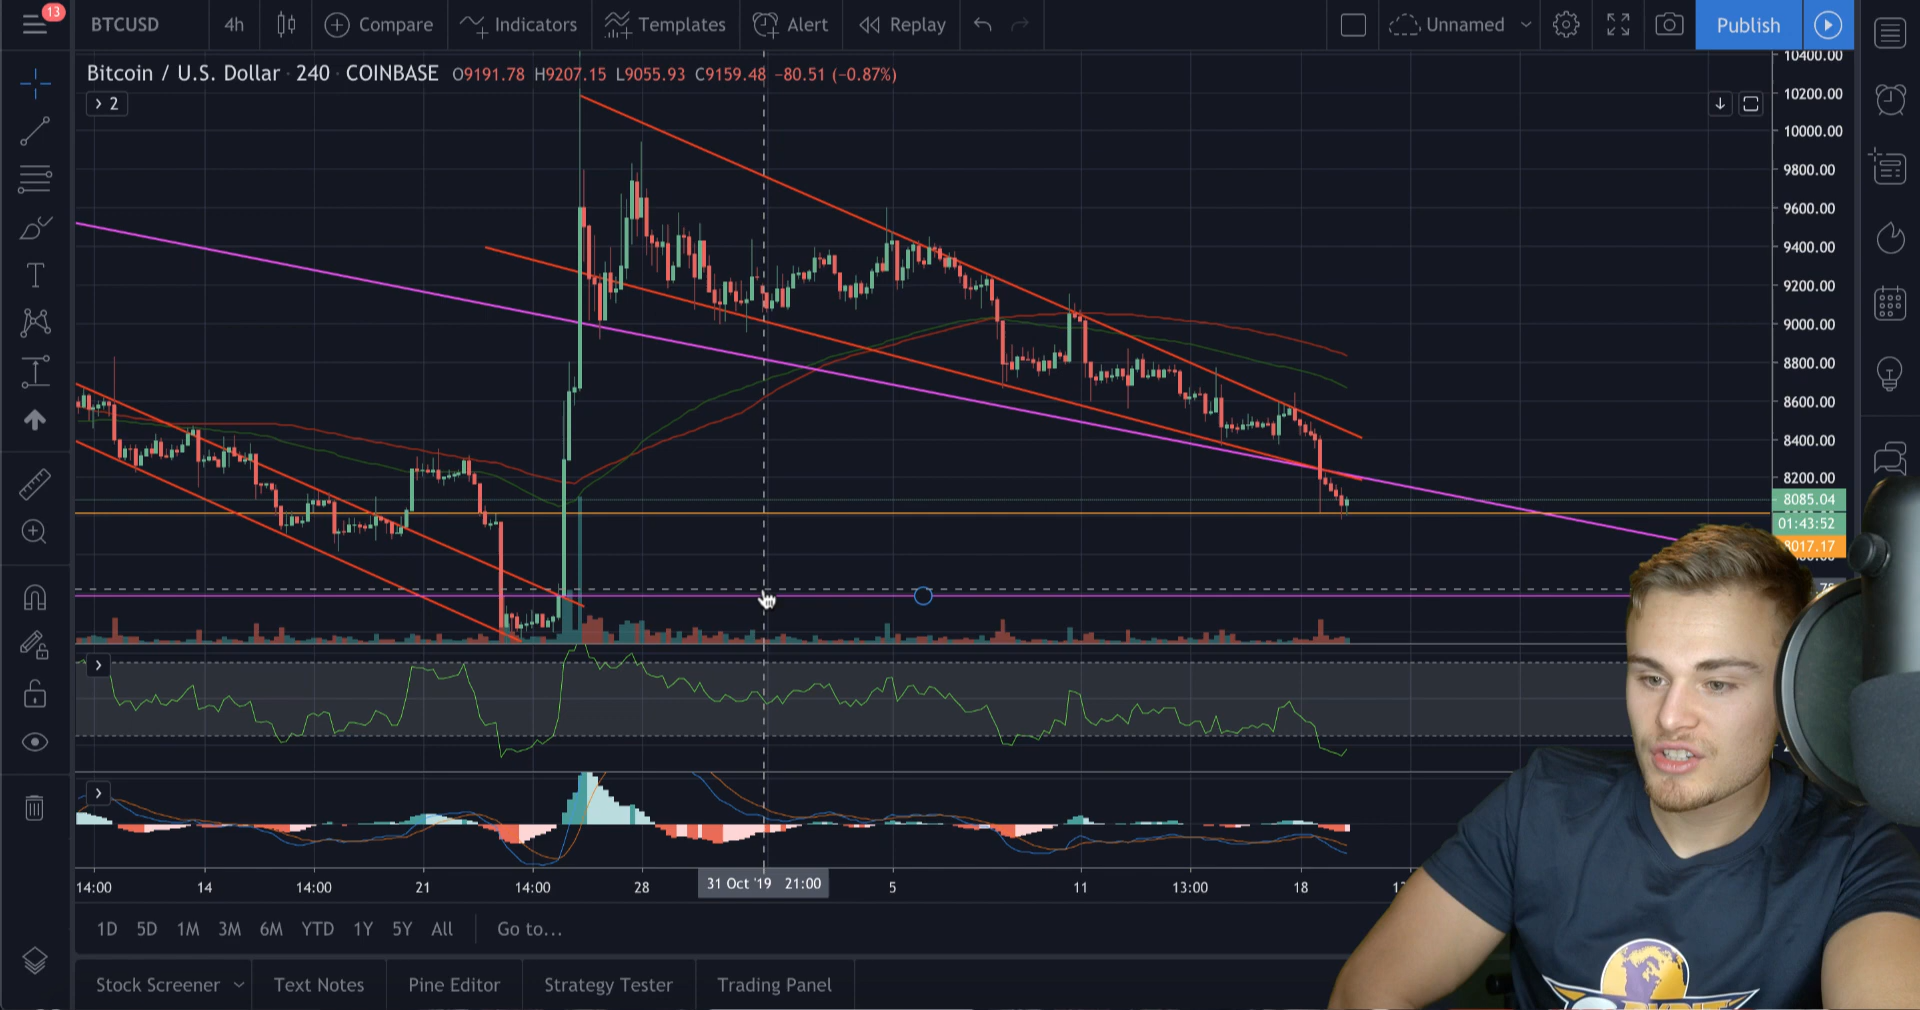 13
BTCUSD
4h
Compare
Indicators
Templates
Alert
Replay
Unnamed
Publish
Bitcoin / U.S. Dollar · 240 · COINBASE O9191.78 H9207.15 L9055.93 C9159.48 −80.51 (−0.87%)
2
10400.00
10200.00
10000.00
9800.00
9600.00
9400.00
9200.00
9000.00
8800.00
8600.00
8400.00
8200.00
8085.04
01:43:52
8017.17
14:00
14
14:00
21
14:00
28
31 Oct '19 21:00
5
11
13:00
18
1D 5D 1M 3M 6M YTD 1Y 5Y All
Go to...
Stock Screener
Text Notes
Pine Editor
Strategy Tester
Trading Panel